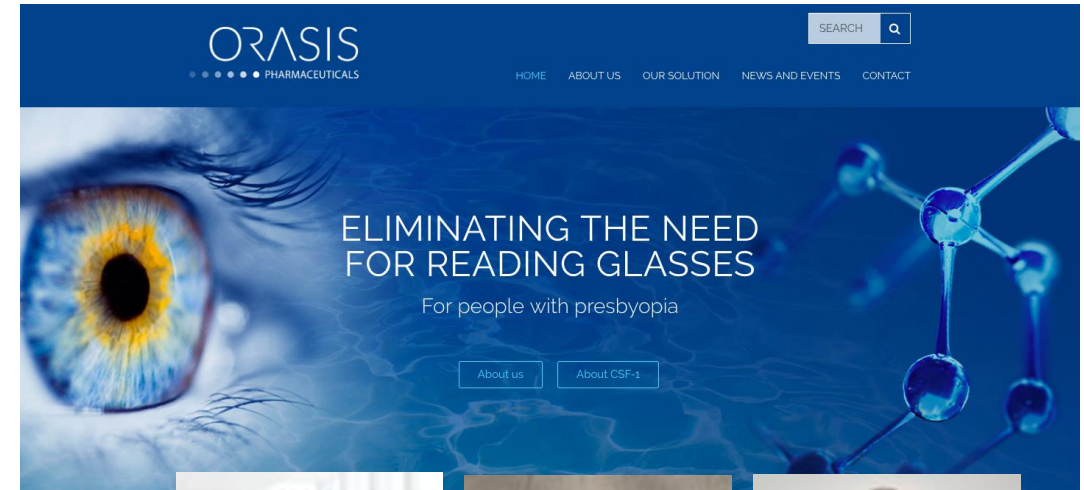 ORASIS
PHARMACEUTICALS
SEARCH
HOME ABOUT US OUR SOLUTION NEWS AND EVENTS CONTACT
ELIMINATING THE NEED
FOR READING GLASSES
For people with presbyopia
About us About CSF-1